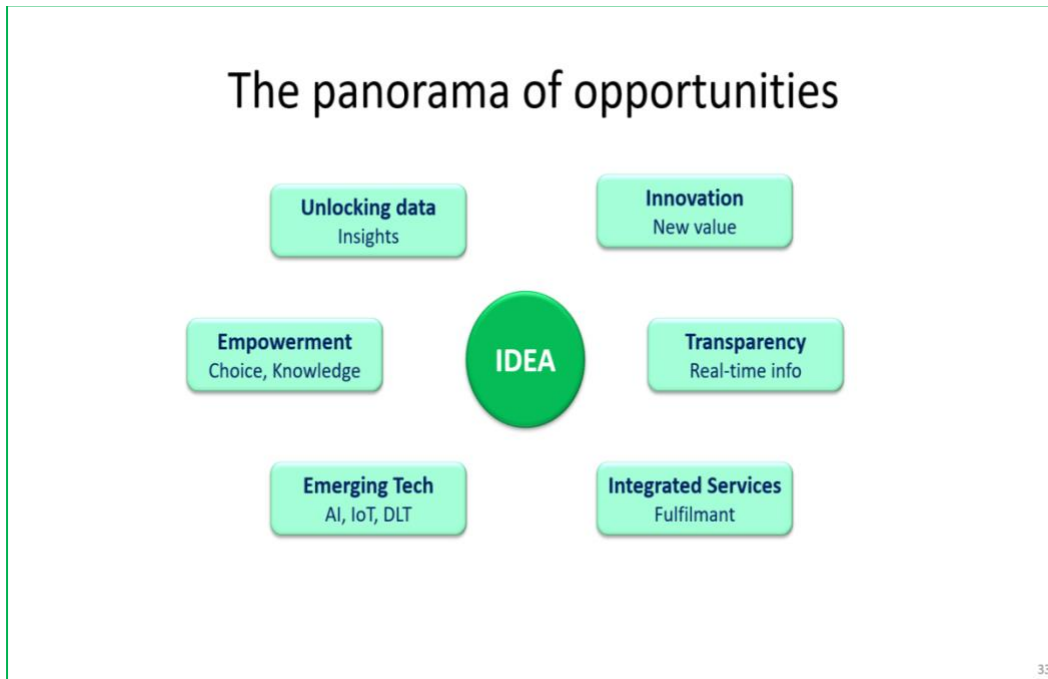 The panorama of opportunities
Unlocking data
Insights
Innovation
New value
Empowerment
Choice, Knowledge
IDEA
Transparency
Real-time info
Emerging Tech
AI, IoT, DLT
Integrated Services
Fulfilmant
33